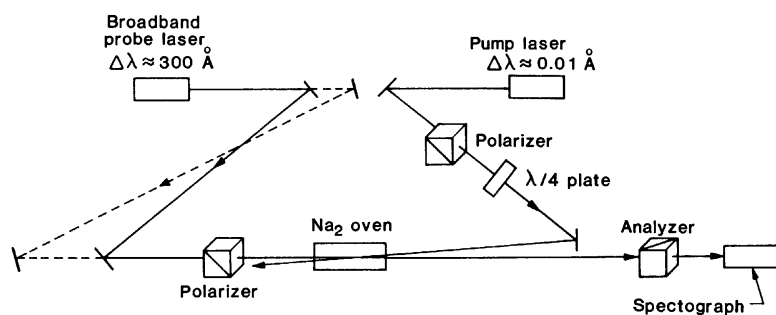 Broadband
probe laser
Δλ ≈ 300 Å
Pump laser
Δλ ≈ 0.01 Å
Polarizer
λ/4 plate
Na₂ oven
Analyzer
Polarizer
Spectograph